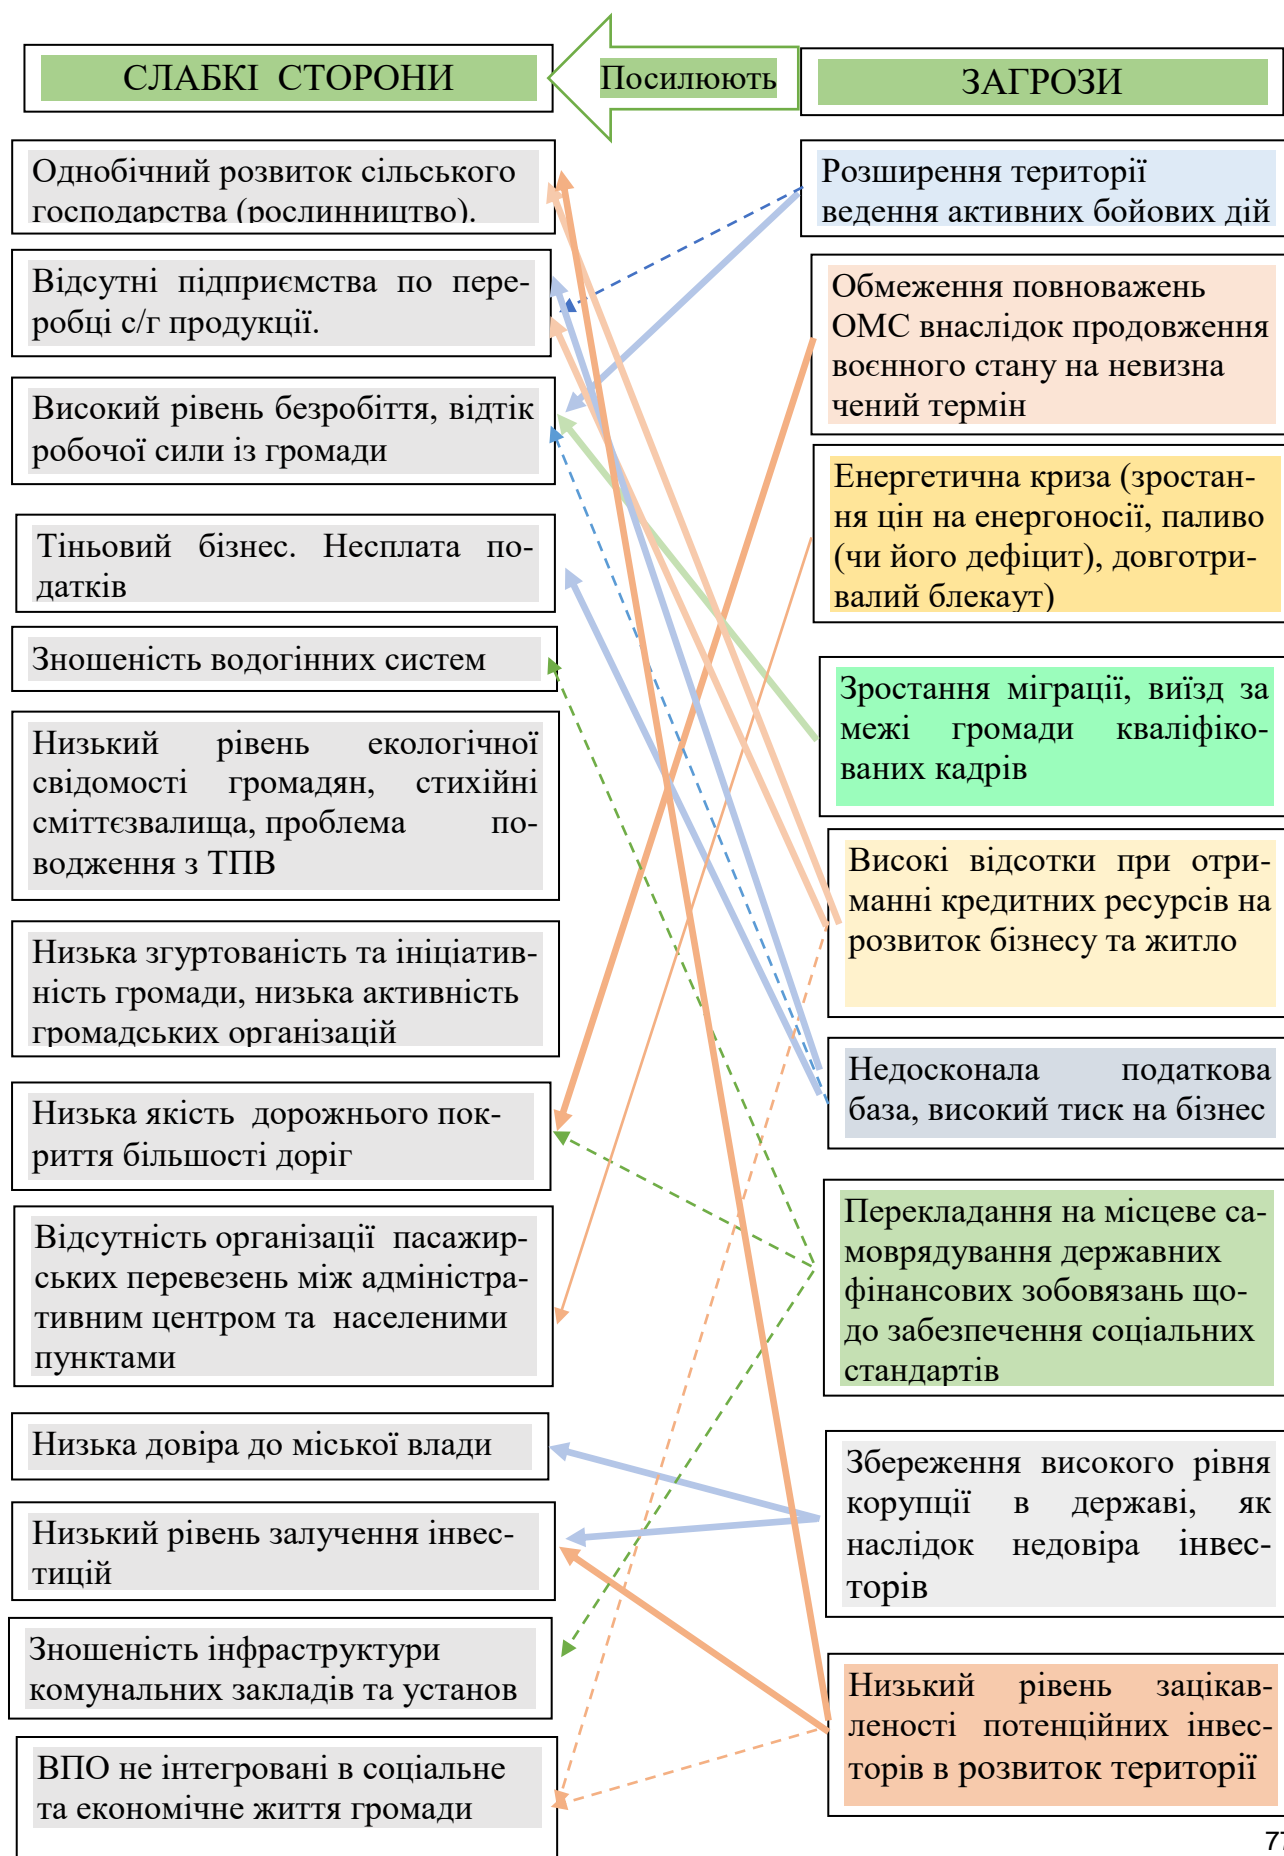 СЛАБКІ СТОРОНИ
Посилюють
ЗАГРОЗИ
Однобічний розвиток сільського
господарства (рослинництво).
Відсутні підприємства по пере-
робці с/г продукції.
Високий рівень безробіття, відтік
робочої сили із громади
Тіньовий бізнес. Несплата по-
датків
Зношеність водогінних систем
Низький рівень екологічної
свідомості громадян, стихійні
сміттєзвалища, проблема по-
водження з ТПВ
Низька згуртованість та ініціатив-
ність громади, низька активність
громадських організацій
Низька якість дорожнього пок-
риття більшості доріг
Відсутність організації пасажир-
ських перевезень між адміністра-
тивним центром та населеними
пунктами
Низька довіра до міської влади
Низький рівень залучення інвес-
тицій
Зношеність інфраструктури
комунальних закладів та установ
ВПО не інтегровані в соціальне
та економічне життя громади
Розширення території
ведення активних бойових дій
Обмеження повноважень
ОМС внаслідок продовження
воєнного стану на невизна
чений термін
Енергетична криза (зростан-
ня цін на енергоносії, паливо
(чи його дефіцит), довготри-
валий блекаут)
Зростання міграції, виїзд за
межі громади кваліфіко-
ваних кадрів
Високі відсотки при отри-
манні кредитних ресурсів на
розвиток бізнесу та житло
Недосконала податкова
база, високий тиск на бізнес
Перекладання на місцеве са-
моврядування державних
фінансових зобовязань що-
до забезпечення соціальних
стандартів
Збереження високого рівня
корупції в державі, як
наслідок недовіра інвес-
торів
Низький рівень зацікав-
леності потенційних інвес-
торів в розвиток території
77